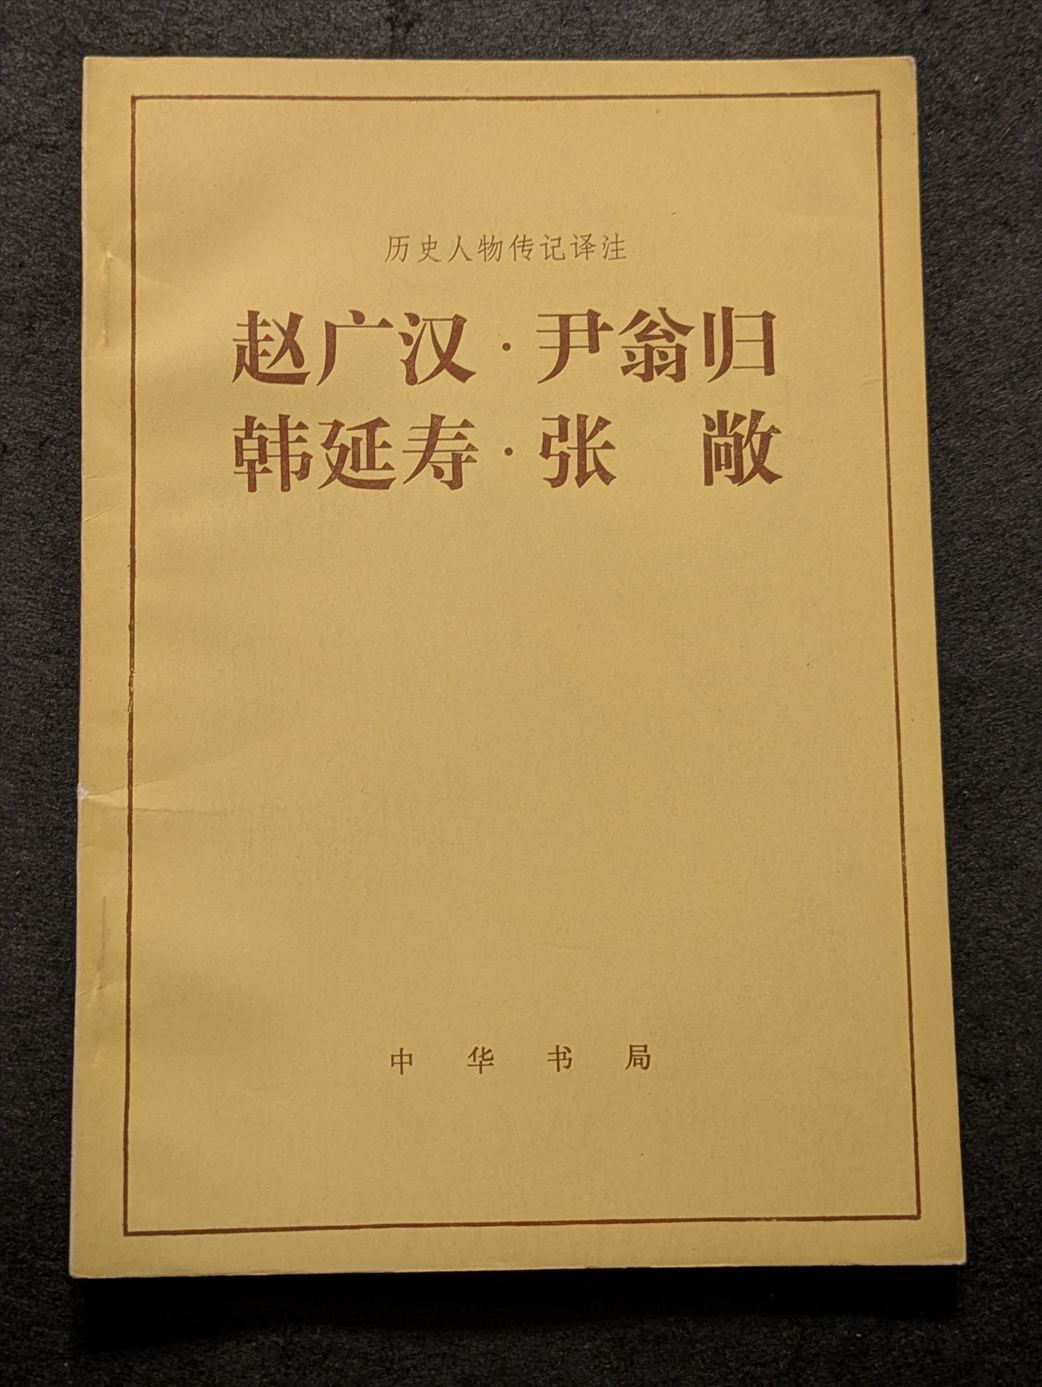 历史人物传记译注
赵广汉·尹翁归
韩延寿·张　敞
中华书局